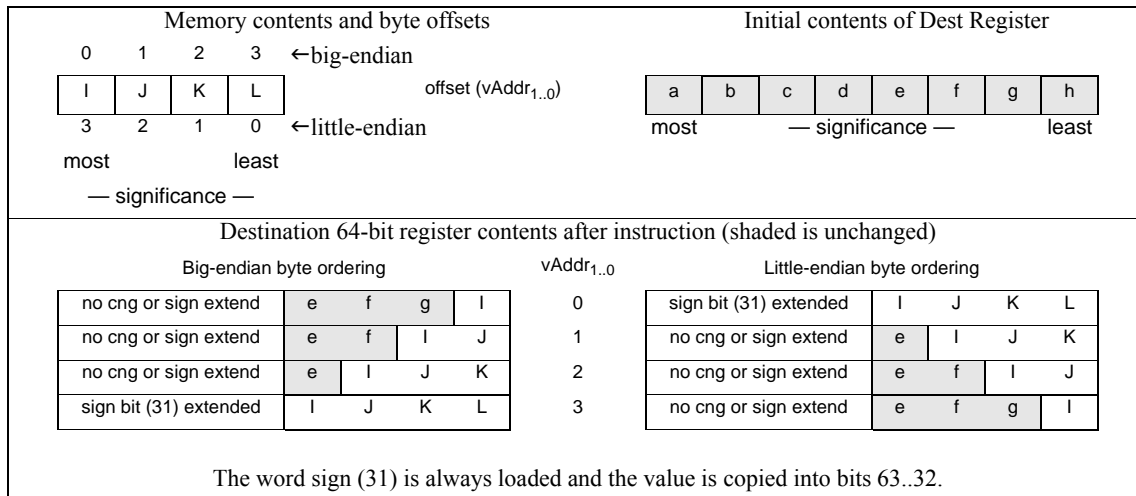 Memory contents and byte offsets
Initial contents of Dest Register
0 1 2 3 ←big-endian
I J K L offset (vAddr1..0)
a b c d e f g h
3 2 1 0 ←little-endian
most — significance — least
most least
— significance —
Destination 64-bit register contents after instruction (shaded is unchanged)
Big-endian byte ordering vAddr1..0 Little-endian byte ordering
no cng or sign extend e f g I 0 sign bit (31) extended I J K L
no cng or sign extend e f I J 1 no cng or sign extend e I J K
no cng or sign extend e I J K 2 no cng or sign extend e f I J
sign bit (31) extended I J K L 3 no cng or sign extend e f g I
The word sign (31) is always loaded and the value is copied into bits 63..32.